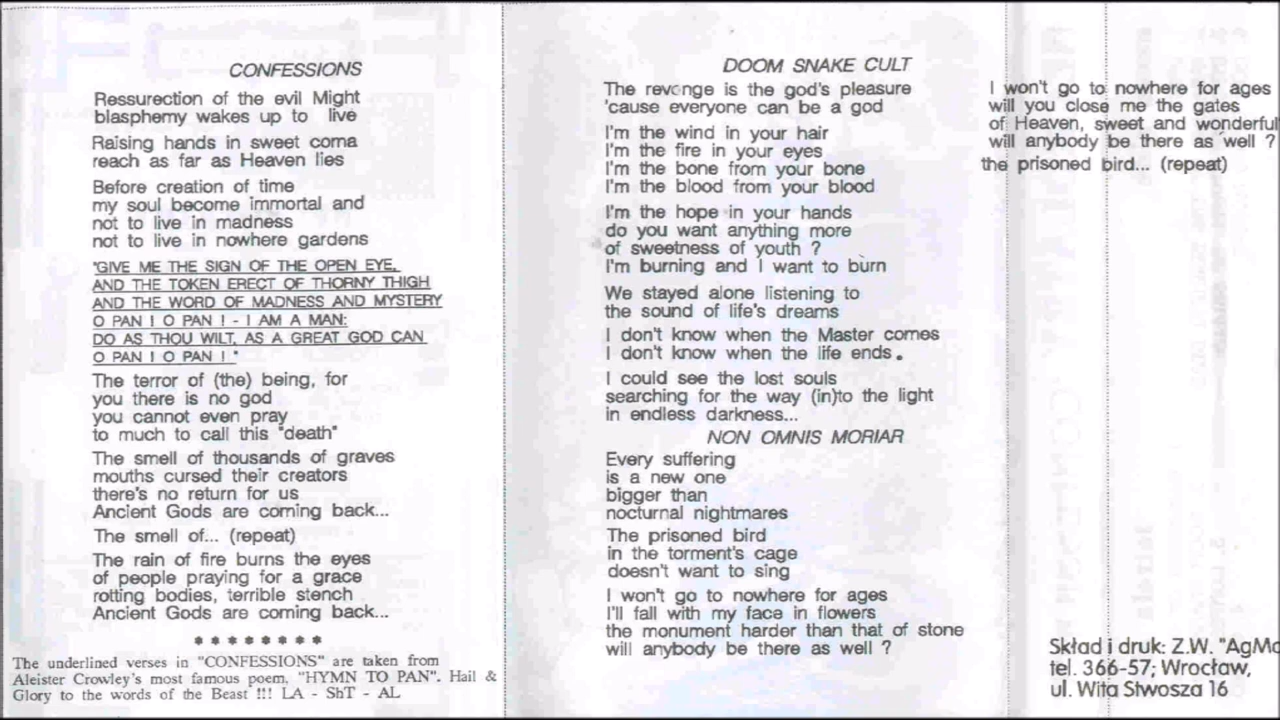 CONFESSIONS
Ressurection of the evil Might
blasphemy wakes up to live
Raising hands in sweet coma
reach as far as Heaven lies
Before creation of time
my soul become immortal and
not to live in madness
not to live in nowhere gardens
"GIVE ME THE SIGN OF THE OPEN EYE,
AND THE TOKEN ERECT OF THORNY THIGH
AND THE WORD OF MADNESS AND MYSTERY
O PAN ! O PAN ! - I AM A MAN:
DO AS THOU WILT, AS A GREAT GOD CAN
O PAN ! O PAN ! "
The terror of (the) being, for
you there is no god
you cannot even pray
to much to call this "death"
The smell of thousands of graves
mouths cursed their creators
there's no return for us
Ancient Gods are coming back...
The smell of... (repeat)
The rain of fire burns the eyes
of people praying for a grace
rotting bodies, terrible stench
Ancient Gods are coming back...
* * * * * * * *
The underlined verses in "CONFESSIONS" are taken from
Aleister Crowley's most famous poem, "HYMN TO PAN". Hail &
Glory to the words of the Beast !!! LA - ShT - AL
DOOM SNAKE CULT
The revenge is the god's pleasure
'cause everyone can be a god
I'm the wind in your hair
I'm the fire in your eyes
I'm the bone from your bone
I'm the blood from your blood
I'm the hope in your hands
do you want anything more
of sweetness of youth ?
I'm burning and I want to burn
We stayed alone listening to
the sound of life's dreams
I don't know when the Master comes
I don't know when the life ends.
I could see the lost souls
searching for the way (in)to the light
in endless darkness...
NON OMNIS MORIAR
Every suffering
is a new one
bigger than
nocturnal nightmares
The prisoned bird
in the torment's cage
doesn't want to sing
I won't go to nowhere for ages
I'll fall with my face in flowers
the monument harder than that of stone
will anybody be there as well ?
I won't go to nowhere for ages
will you close me the gates
of Heaven, sweet and wonderful
will anybody be there as well ?
the prisoned bird... (repeat)
Skład i druk: Z.W. "AgMa
tel. 366-57; Wrocław,
ul. Wita Stwosza 16